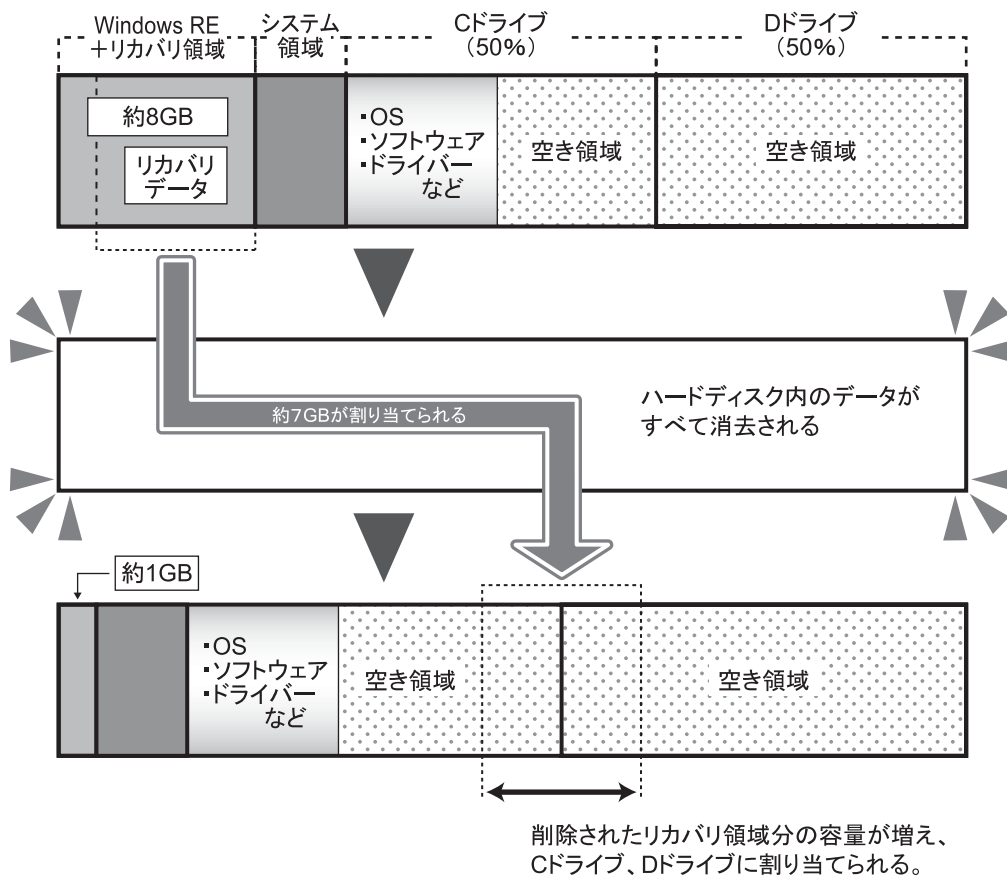 Windows RE
+リカバリ領域
システム
領域
Cドライブ
(50%)
Dドライブ
(50%)
約8GB
リカバリ
データ
▪OS
▪ソフトウェア
▪ドライバー
など
空き領域
空き領域
約7GBが割り当てられる
ハードディスク内のデータが
すべて消去される
約1GB
▪OS
▪ソフトウェア
▪ドライバー
など
空き領域
空き領域
削除されたリカバリ領域分の容量が増え、
Cドライブ、Dドライブに割り当てられる。